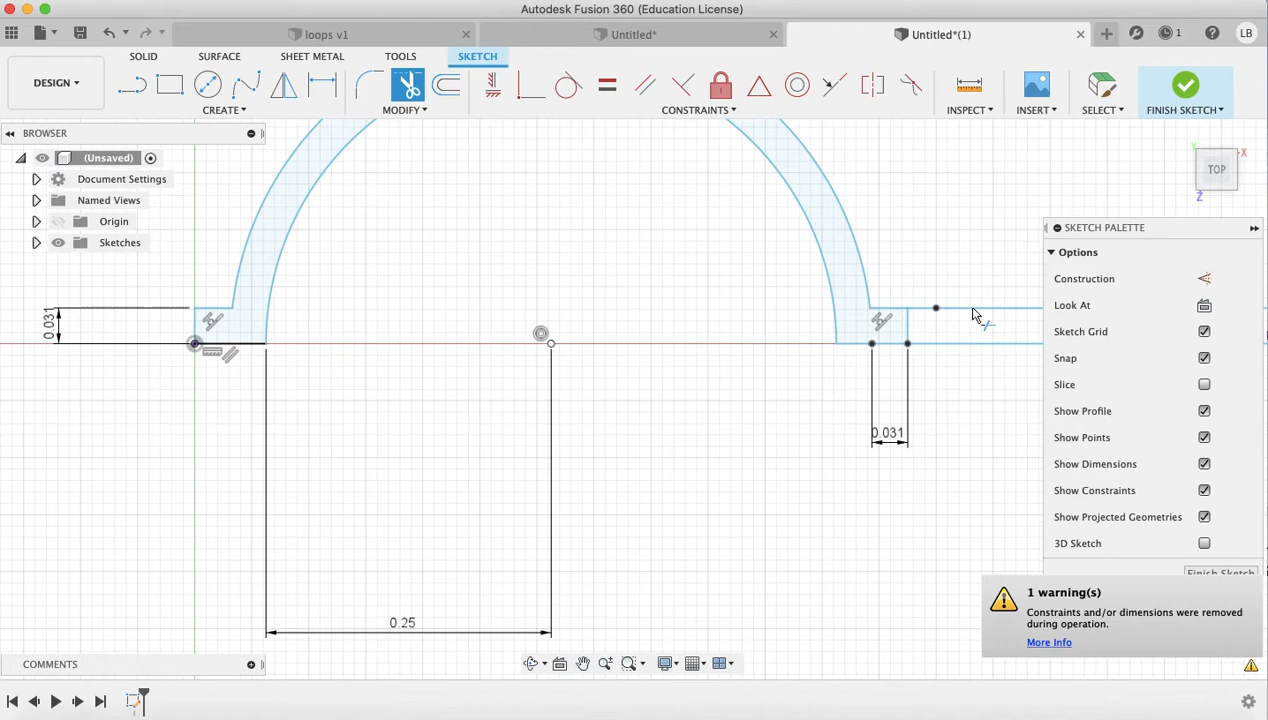 Autodesk Fusion 360 (Education License)
loops v1
Untitled*
Untitled*(1)
1
LB
DESIGN
SOLID
SURFACE
SHEET METAL
TOOLS
SKETCH
CREATE
MODIFY
CONSTRAINTS
INSPECT
INSERT
SELECT
FINISH SKETCH
BROWSER
(Unsaved)
Document Settings
Named Views
Origin
Sketches
TOP
X
Y
Z
0.031
0.031
0.25
SKETCH PALETTE
Options
Construction
Look At
Sketch Grid
Snap
Slice
Show Profile
Show Points
Show Dimensions
Show Constraints
Show Projected Geometries
3D Sketch
Finish Sketch
1 warning(s)
Constraints and/or dimensions were removed
during operation.
More Info
COMMENTS